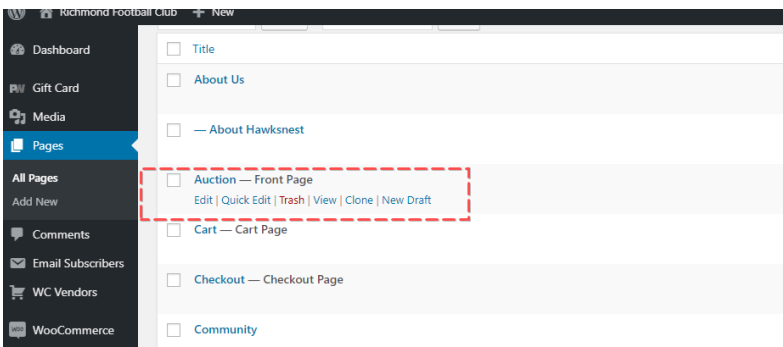 Richmond Football Club + New
Dashboard
Title
About Us
PW Gift Card
Media
— About Hawksnest
Pages
All Pages
Auction — Front Page
Add New
Edit | Quick Edit | Trash | View | Clone | New Draft
Comments
Cart — Cart Page
Email Subscribers
Checkout — Checkout Page
WC Vendors
WooCommerce
Community